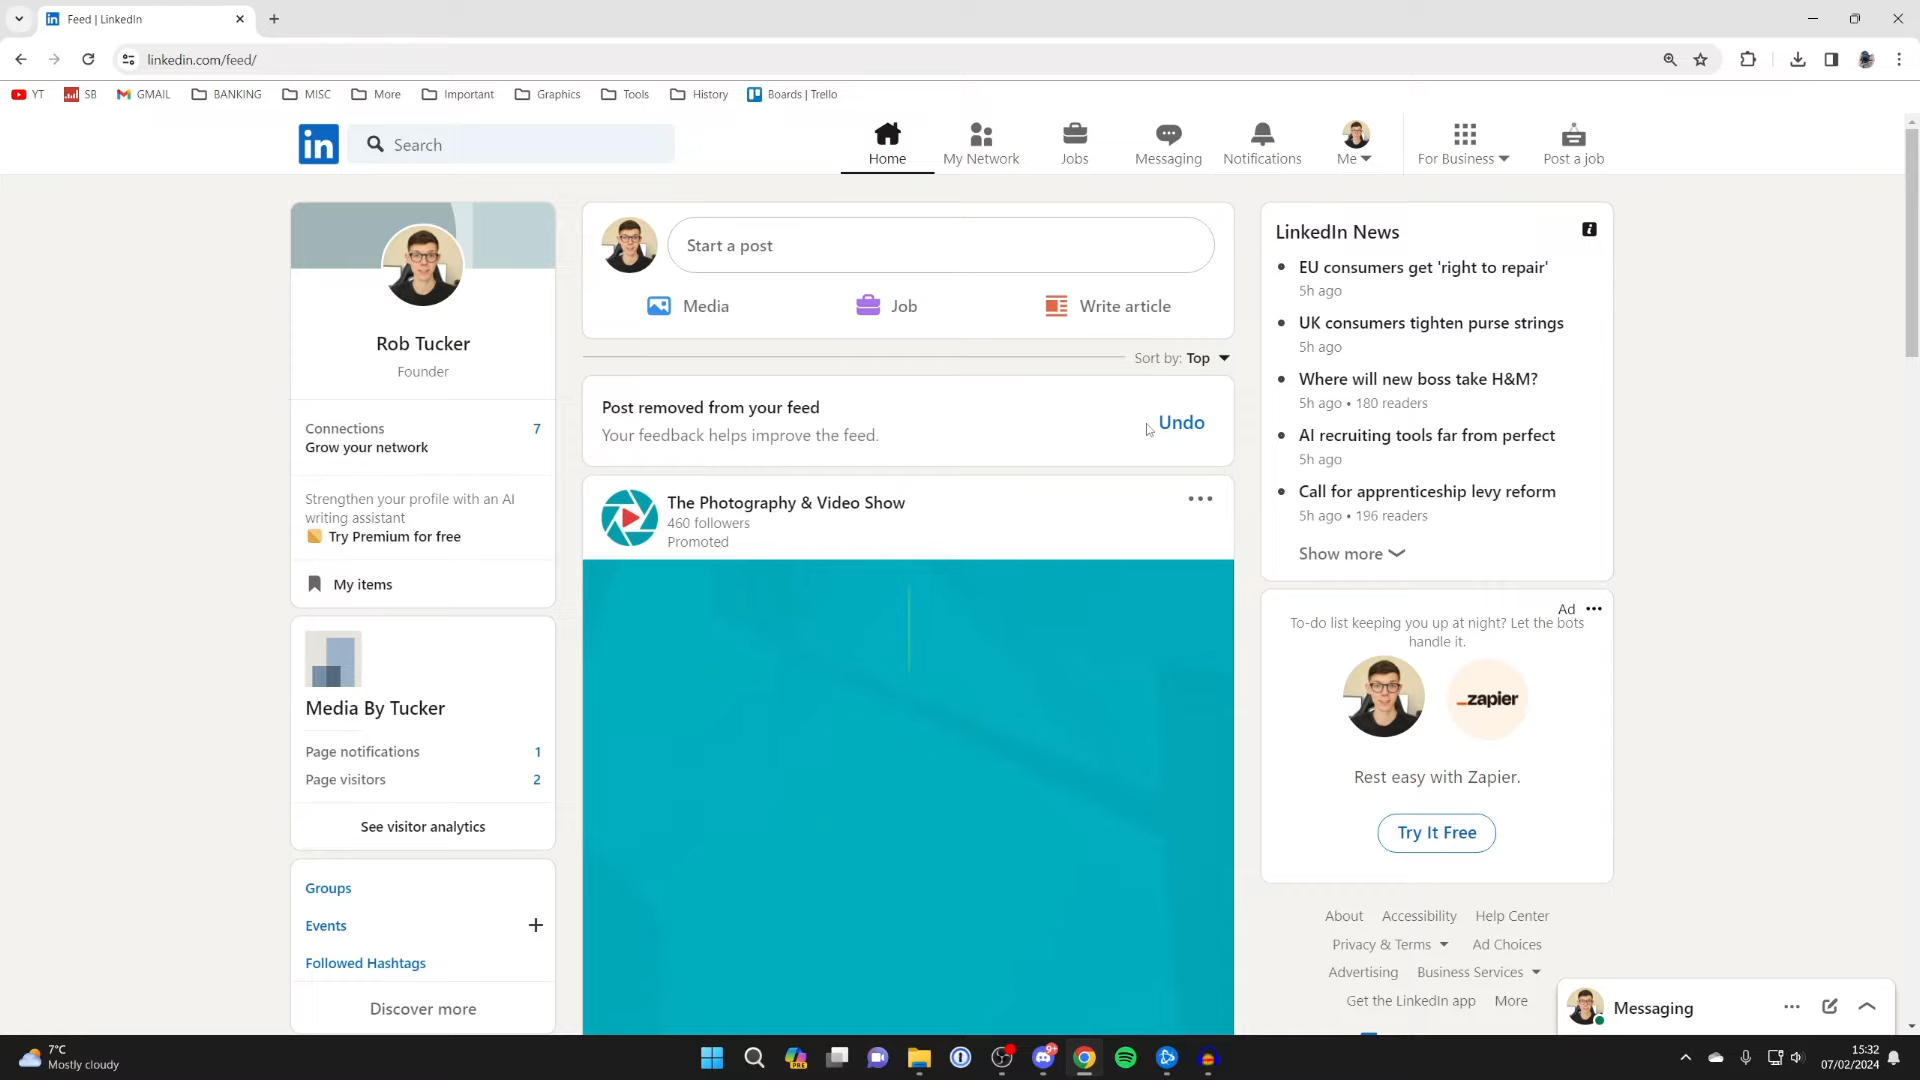 Feed | LinkedIn
linkedin.com/feed/
YT
SB
GMAIL
BANKING
MISC
More
Important
Graphics
Tools
History
Boards | Trello
in
Search
Home
My Network
Jobs
Messaging
Notifications
Me
For Business
Post a job
Rob Tucker
Founder
Connections 7
Grow your network
Strengthen your profile with an AI
writing assistant
Try Premium for free
My items
Media By Tucker
Page notifications 1
Page visitors 2
See visitor analytics
Groups
Events
Followed Hashtags
Discover more
Start a post
Media
Job
Write article
Sort by: Top
Post removed from your feed
Your feedback helps improve the feed.
Undo
The Photography & Video Show
460 followers
Promoted
LinkedIn News
EU consumers get 'right to repair'
5h ago
UK consumers tighten purse strings
5h ago
Where will new boss take H&M?
5h ago • 180 readers
AI recruiting tools far from perfect
5h ago
Call for apprenticeship levy reform
5h ago • 196 readers
Show more
Ad
To-do list keeping you up at night? Let the bots
handle it.
zapier
Rest easy with Zapier.
Try It Free
About Accessibility Help Center
Privacy & Terms Ad Choices
Advertising Business Services
Get the LinkedIn app More
Messaging
7°C
Mostly cloudy
PRE
9+
15:32
07/02/2024